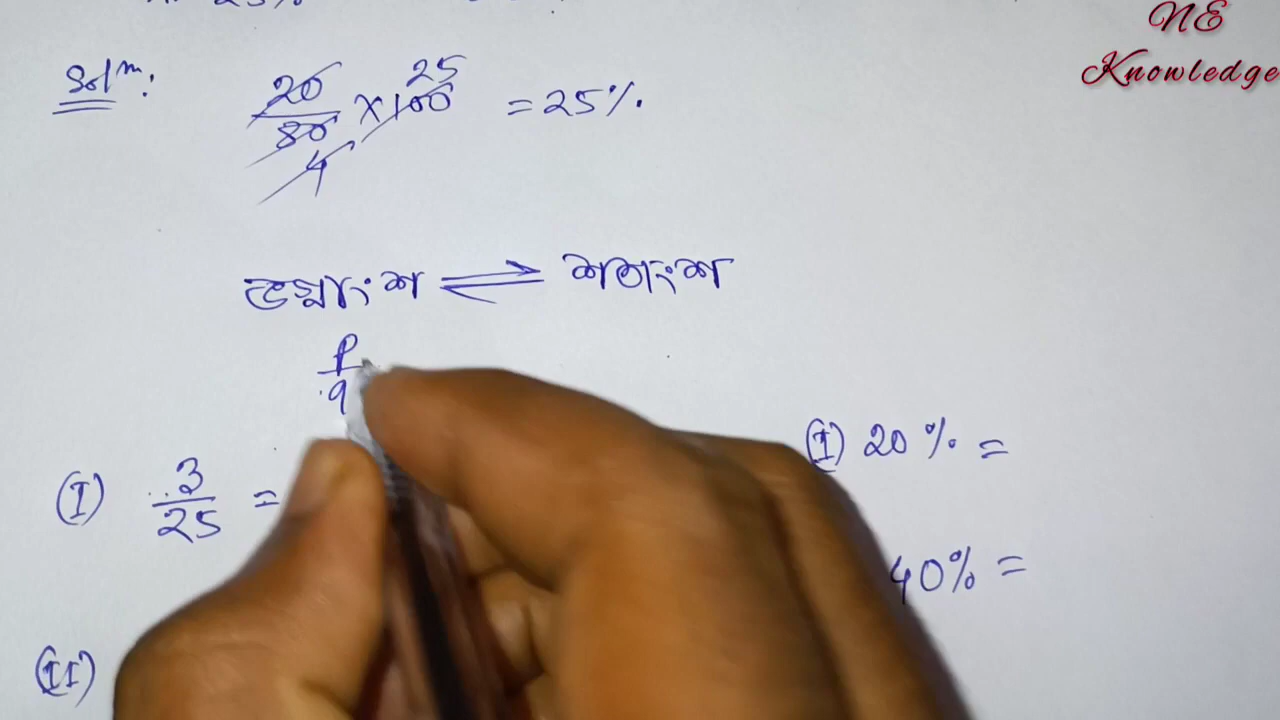 NE
Knowledge
Solⁿ: 20/80 × 100 = 25%
25
4
ভগ্নাংশ ⇌ শতাংশ
p/q
(I) 3/25 =
(I) 20% =
40% =
(II)